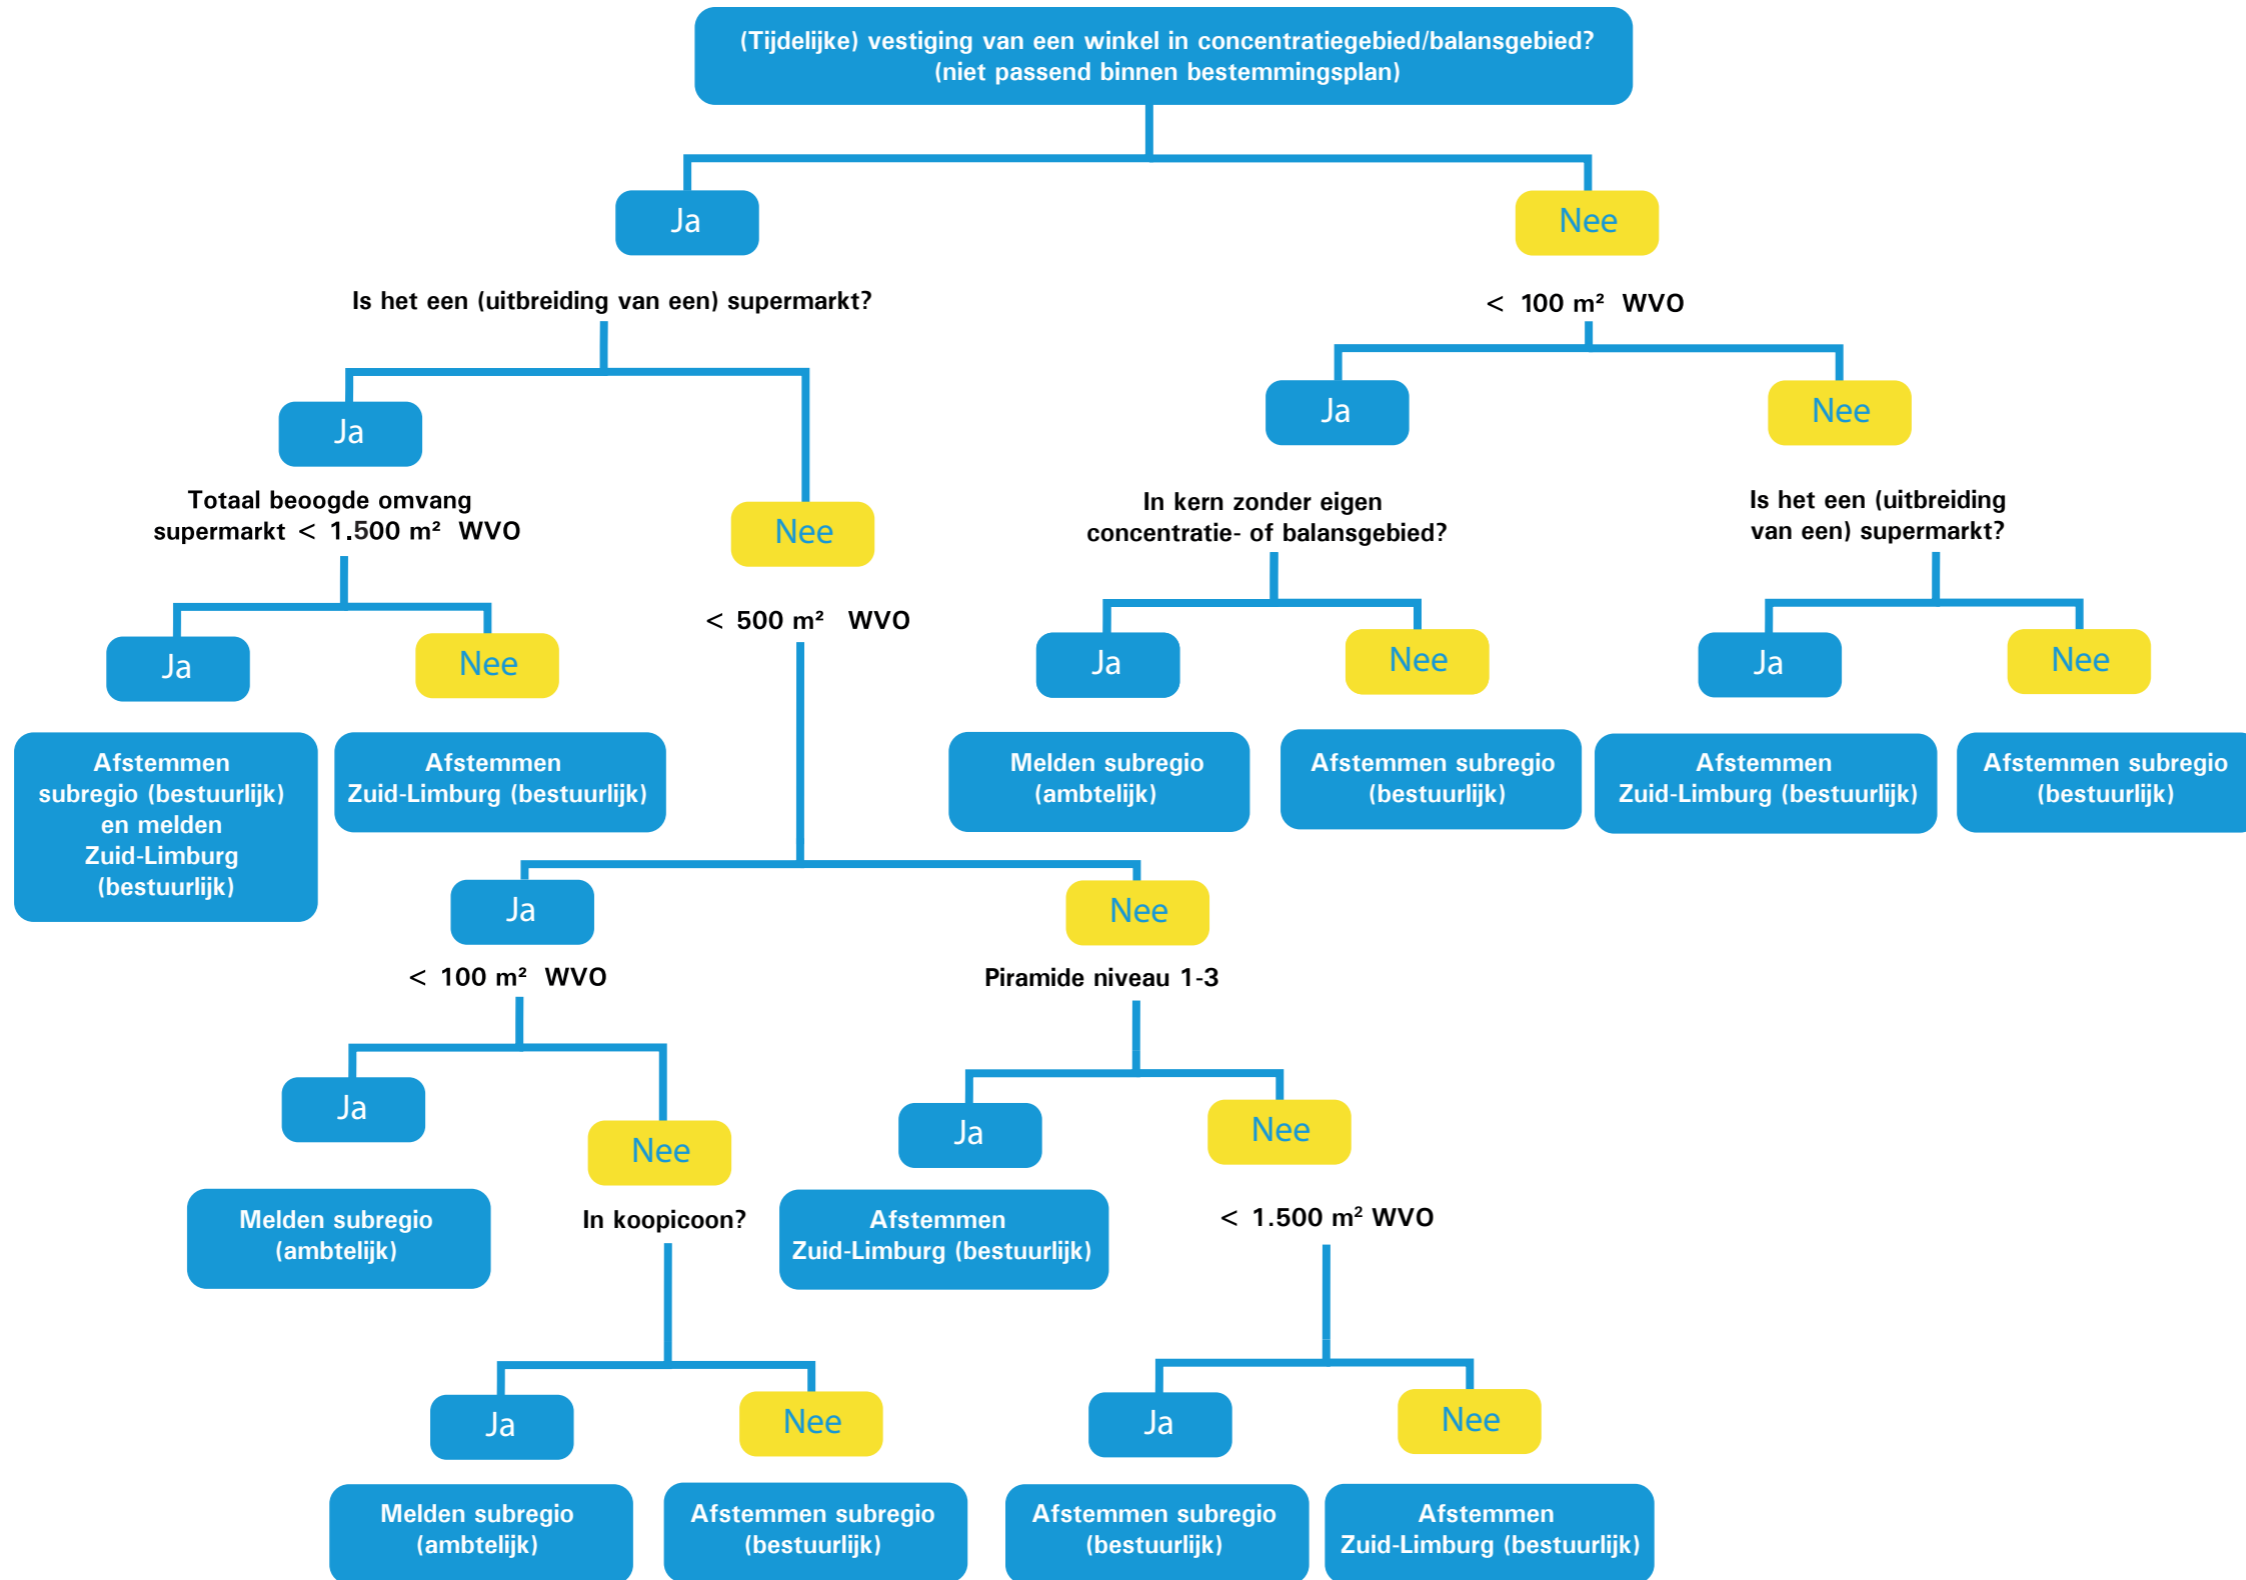 (Tijdelijke) vestiging van een winkel in concentratiegebied/balansgebied?
(niet passend binnen bestemmingsplan)
Ja
Nee
Is het een (uitbreiding van een) supermarkt?
< 100 m² WVO
Ja
Nee
Ja
Nee
Totaal beoogde omvang
supermarkt < 1.500 m² WVO
In kern zonder eigen
concentratie- of balansgebied?
Is het een (uitbreiding
van een) supermarkt?
< 500 m² WVO
Ja
Nee
Ja
Nee
Ja
Nee
Afstemmen
subregio (bestuurlijk)
en melden
Zuid-Limburg
(bestuurlijk)
Afstemmen
Zuid-Limburg (bestuurlijk)
Melden subregio
(ambtelijk)
Afstemmen subregio
(bestuurlijk)
Afstemmen
Zuid-Limburg (bestuurlijk)
Afstemmen subregio
(bestuurlijk)
Ja
Nee
< 100 m² WVO
Piramide niveau 1-3
Ja
Nee
Ja
Nee
Melden subregio
(ambtelijk)
In koopicoon?
Afstemmen
Zuid-Limburg (bestuurlijk)
< 1.500 m² WVO
Ja
Nee
Ja
Nee
Melden subregio
(ambtelijk)
Afstemmen subregio
(bestuurlijk)
Afstemmen subregio
(bestuurlijk)
Afstemmen
Zuid-Limburg (bestuurlijk)